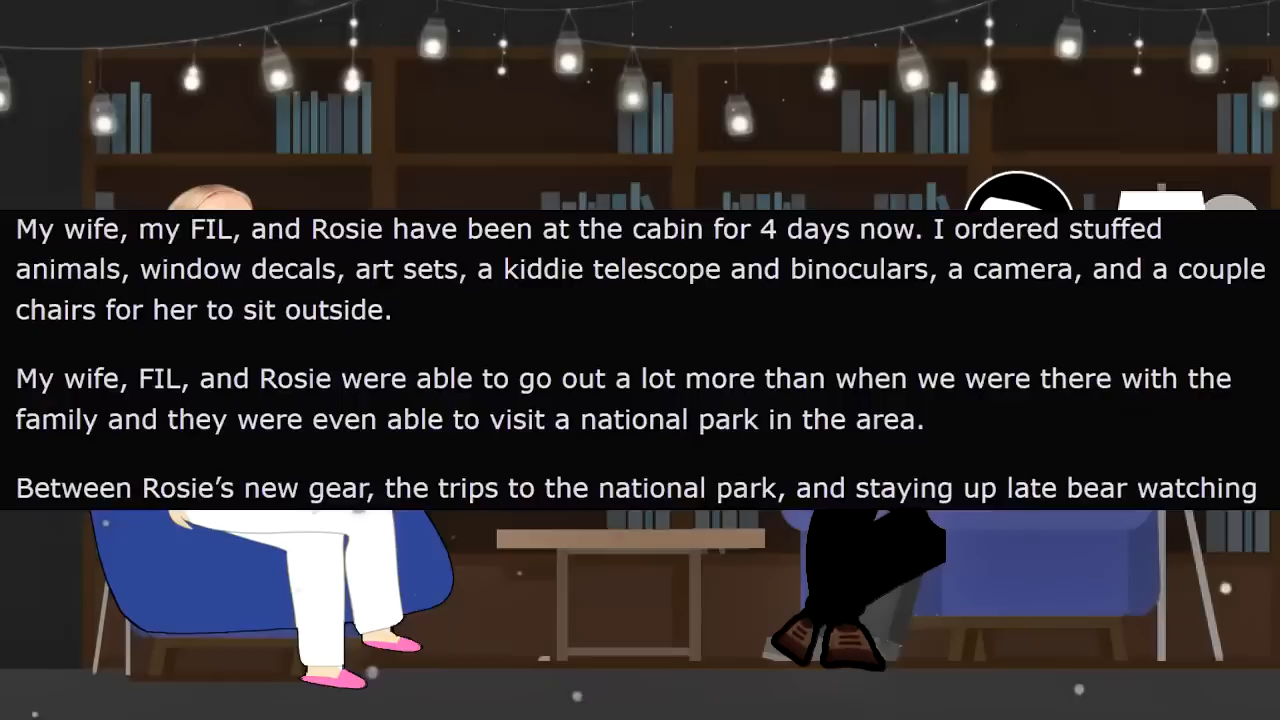 My wife, my FIL, and Rosie have been at the cabin for 4 days now. I ordered stuffed
animals, window decals, art sets, a kiddie telescope and binoculars, a camera, and a couple
chairs for her to sit outside.
My wife, FIL, and Rosie were able to go out a lot more than when we were there with the
family and they were even able to visit a national park in the area.
Between Rosie’s new gear, the trips to the national park, and staying up late bear watching